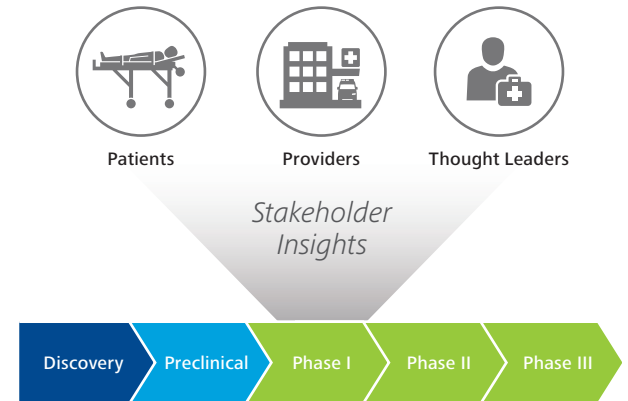 Patients Providers Thought Leaders
Stakeholder
Insights
Discovery Preclinical Phase I Phase II Phase III